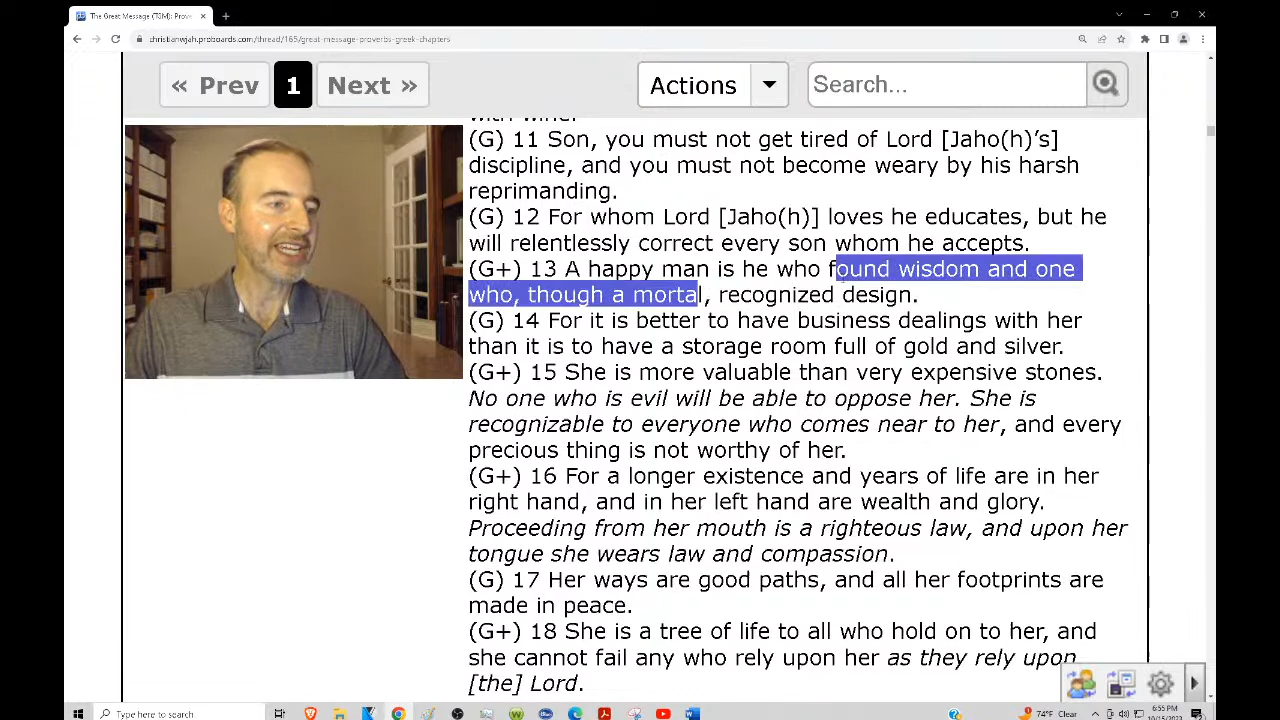 The Great Message (TGM): Prove
christianwjah.proboards.com/thread/165/great-message-proverbs-greek-chapters
« Prev 1 Next » Actions Search...
with wine.
(G) 11 Son, you must not get tired of Lord [Jaho(h)’s]
discipline, and you must not become weary by his harsh
reprimanding.
(G) 12 For whom Lord [Jaho(h)] loves he educates, but he
will relentlessly correct every son whom he accepts.
(G+) 13 A happy man is he who found wisdom and one
who, though a mortal, recognized design.
(G) 14 For it is better to have business dealings with her
than it is to have a storage room full of gold and silver.
(G+) 15 She is more valuable than very expensive stones.
No one who is evil will be able to oppose her. She is
recognizable to everyone who comes near to her, and every
precious thing is not worthy of her.
(G+) 16 For a longer existence and years of life are in her
right hand, and in her left hand are wealth and glory.
Proceeding from her mouth is a righteous law, and upon her
tongue she wears law and compassion.
(G) 17 Her ways are good paths, and all her footprints are
made in peace.
(G+) 18 She is a tree of life to all who hold on to her, and
she cannot fail any who rely upon her as they rely upon
[the] Lord.
Type here to search
74°F Clear
6:55 PM
10/15/2023